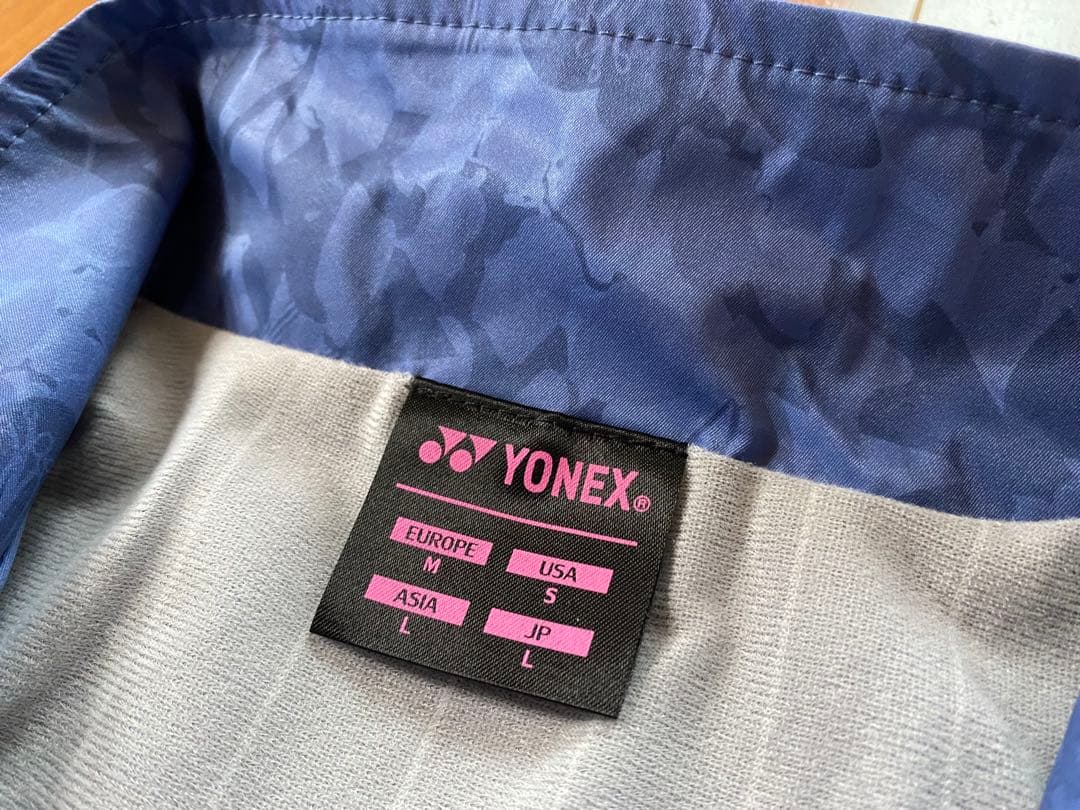 YONEX®
EUROPE USA
M S
ASIA JP
L L